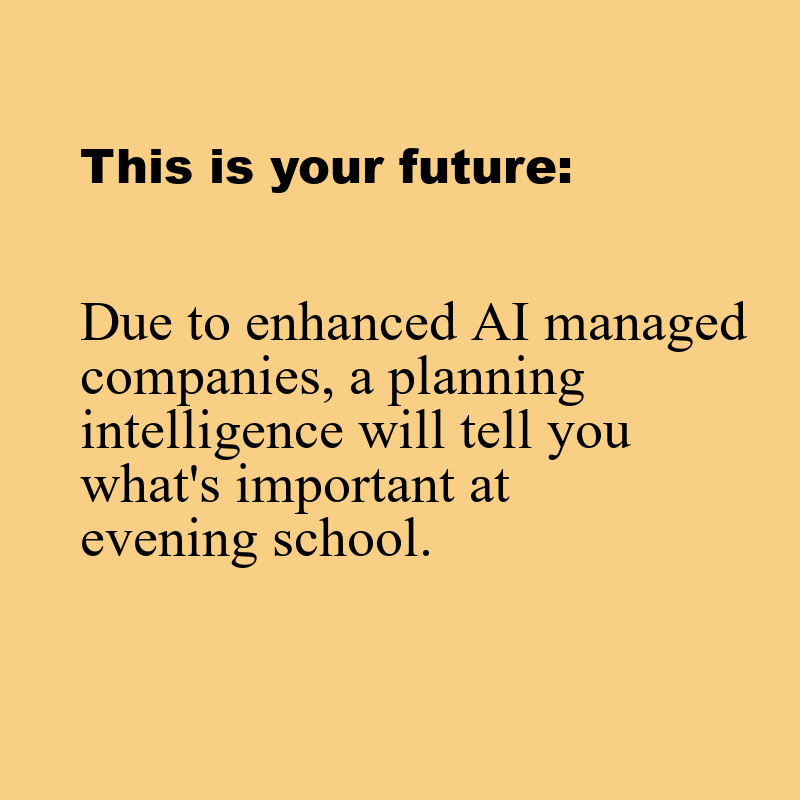 This is your future:
Due to enhanced AI managed
companies, a planning
intelligence will tell you
what's important at
evening school.